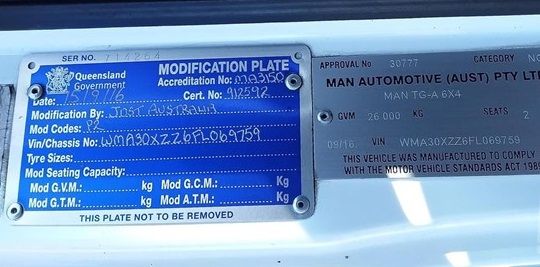 SER NO. 714264
Queensland Government
MODIFICATION PLATE
Accreditation No: MA3150
Date: 15/9/16 Cert. No: 912592
Modification By: JOST AUSTRALIA
Mod Codes: P2
Vin/Chassis No: WMA30XZZ6FL069759
Tyre Sizes:
Mod Seating Capacity:
Mod G.V.M.: kg Mod G.C.M.: Kg
Mod G.T.M.: kg Mod A.T.M.: Kg
THIS PLATE NOT TO BE REMOVED
APPROVAL No 30777 CATEGORY NC
MAN AUTOMOTIVE (AUST) PTY LT
MAN TG-A 6X4
GVM 26 000 KG SEATS 2
09/16 VIN WMA30XZZ6FL069759
THIS VEHICLE WAS MANUFACTURED TO COMPLY
WITH THE MOTOR VEHICLE STANDARDS ACT 1989